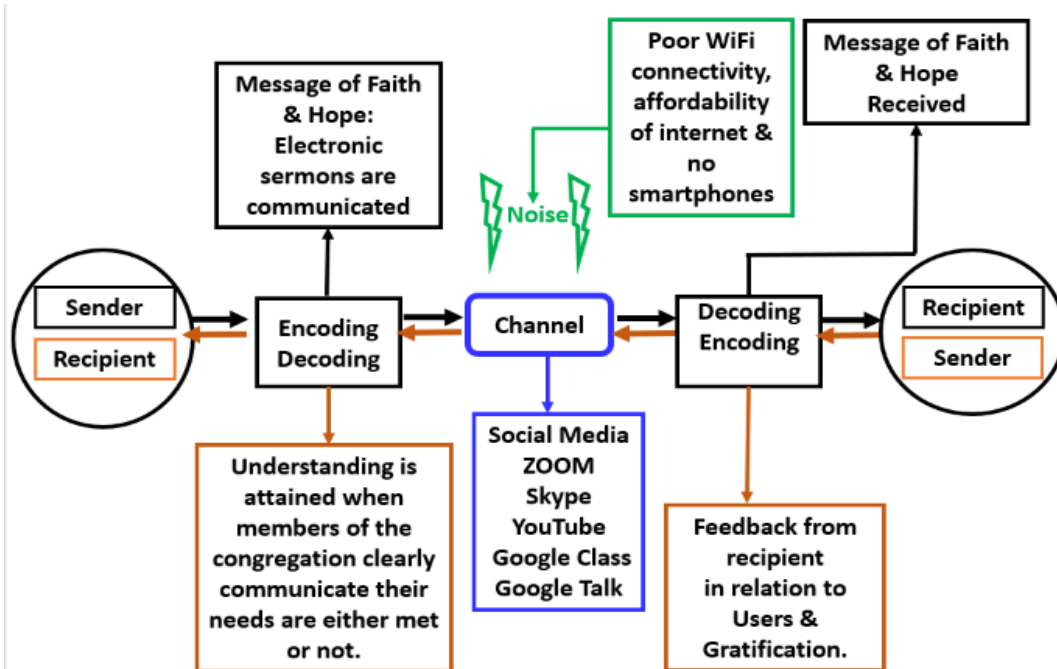 Message of Faith
& Hope:
Electronic
sermons are
communicated
Poor WiFi
connectivity,
affordability
of internet &
no
smartphones
Message of Faith
& Hope
Received
Noise
Sender
Recipient
Encoding
Decoding
Channel
Decoding
Encoding
Recipient
Sender
Understanding is
attained when
members of the
congregation clearly
communicate their
needs are either met
or not.
Social Media
ZOOM
Skype
YouTube
Google Class
Google Talk
Feedback from
recipient
in relation to
Users &
Gratification.